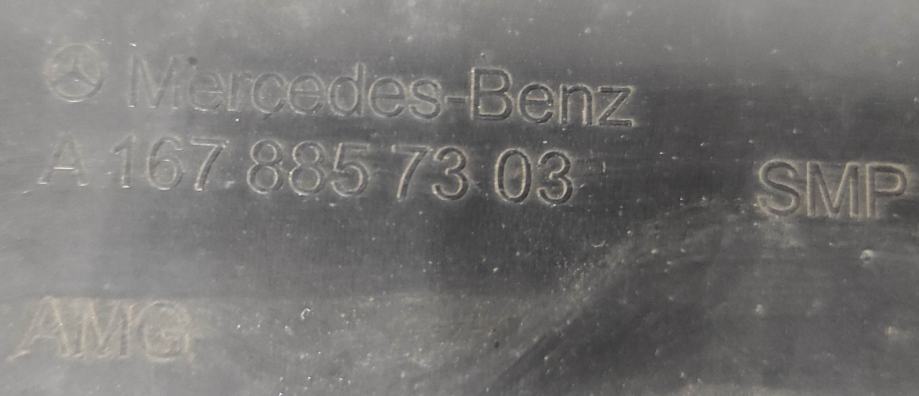 Mercedes-Benz
A 167 885 73 03
SMP
AMG